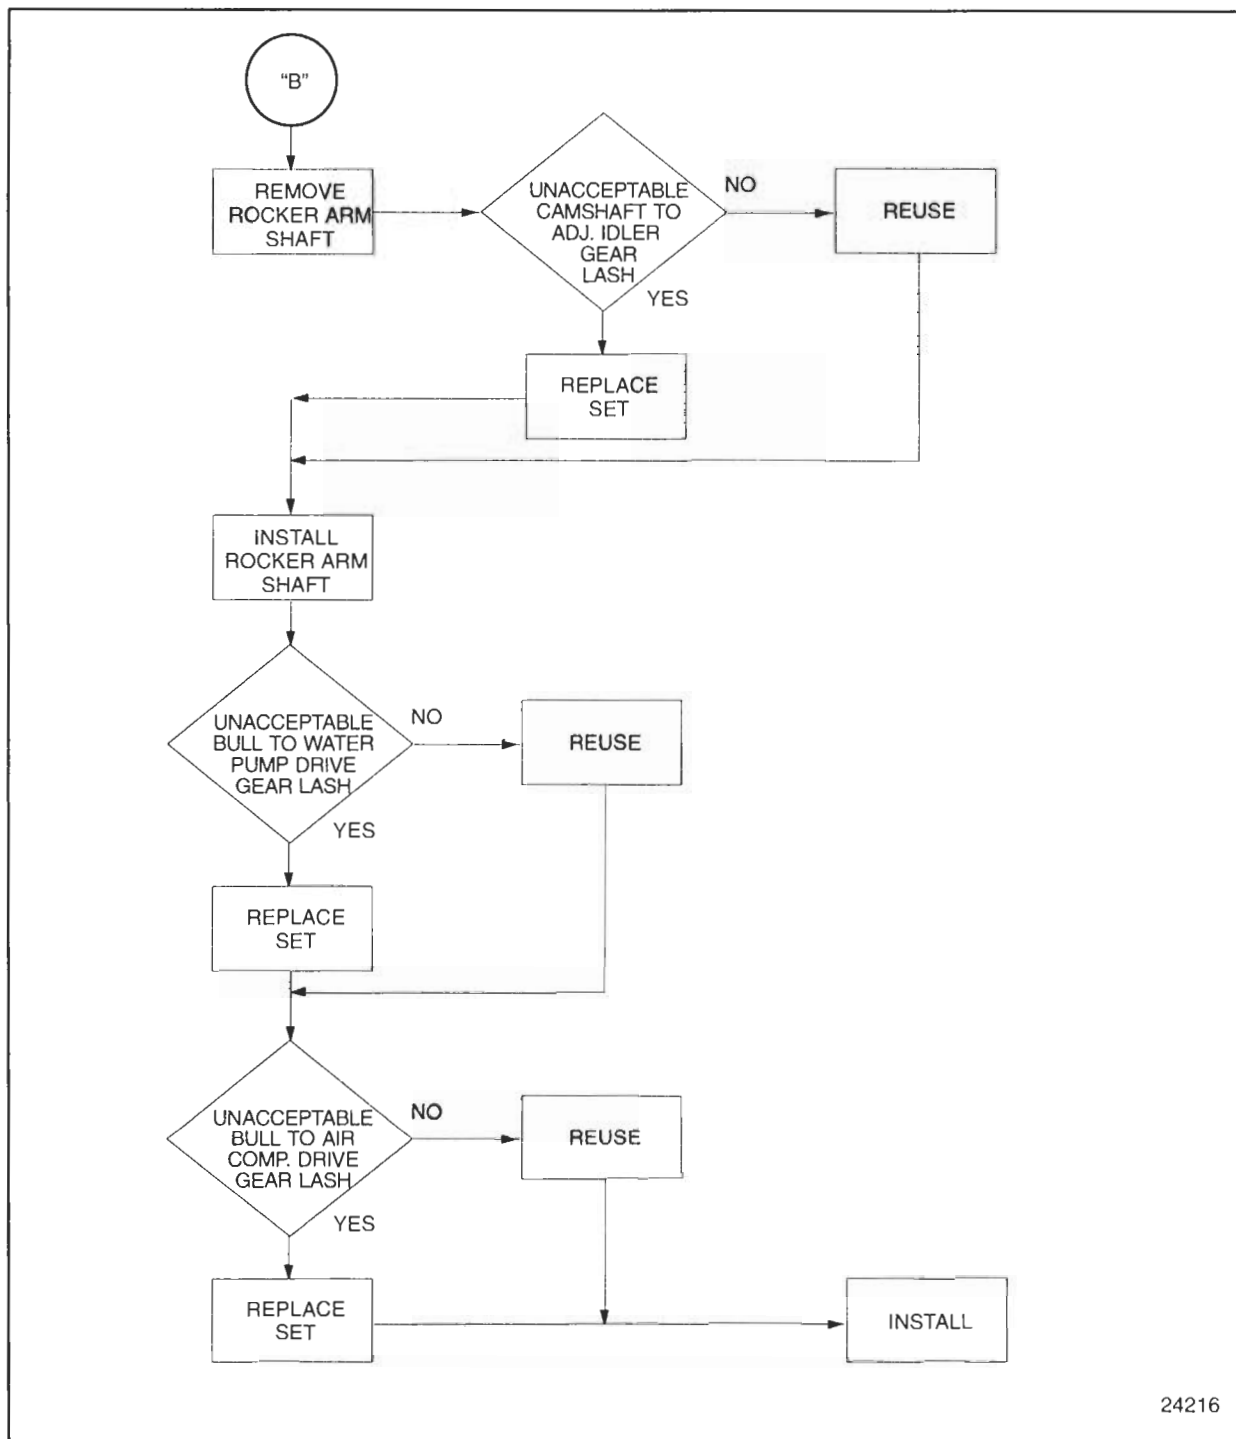 "B"
REMOVE
ROCKER ARM
SHAFT
UNACCEPTABLE
CAMSHAFT TO
ADJ. IDLER
GEAR
LASH
NO
REUSE
YES
REPLACE
SET
INSTALL
ROCKER ARM
SHAFT
UNACCEPTABLE
BULL TO WATER
PUMP DRIVE
GEAR LASH
NO
REUSE
YES
REPLACE
SET
UNACCEPTABLE
BULL TO AIR
COMP. DRIVE
GEAR LASH
NO
REUSE
YES
REPLACE
SET
INSTALL
24216